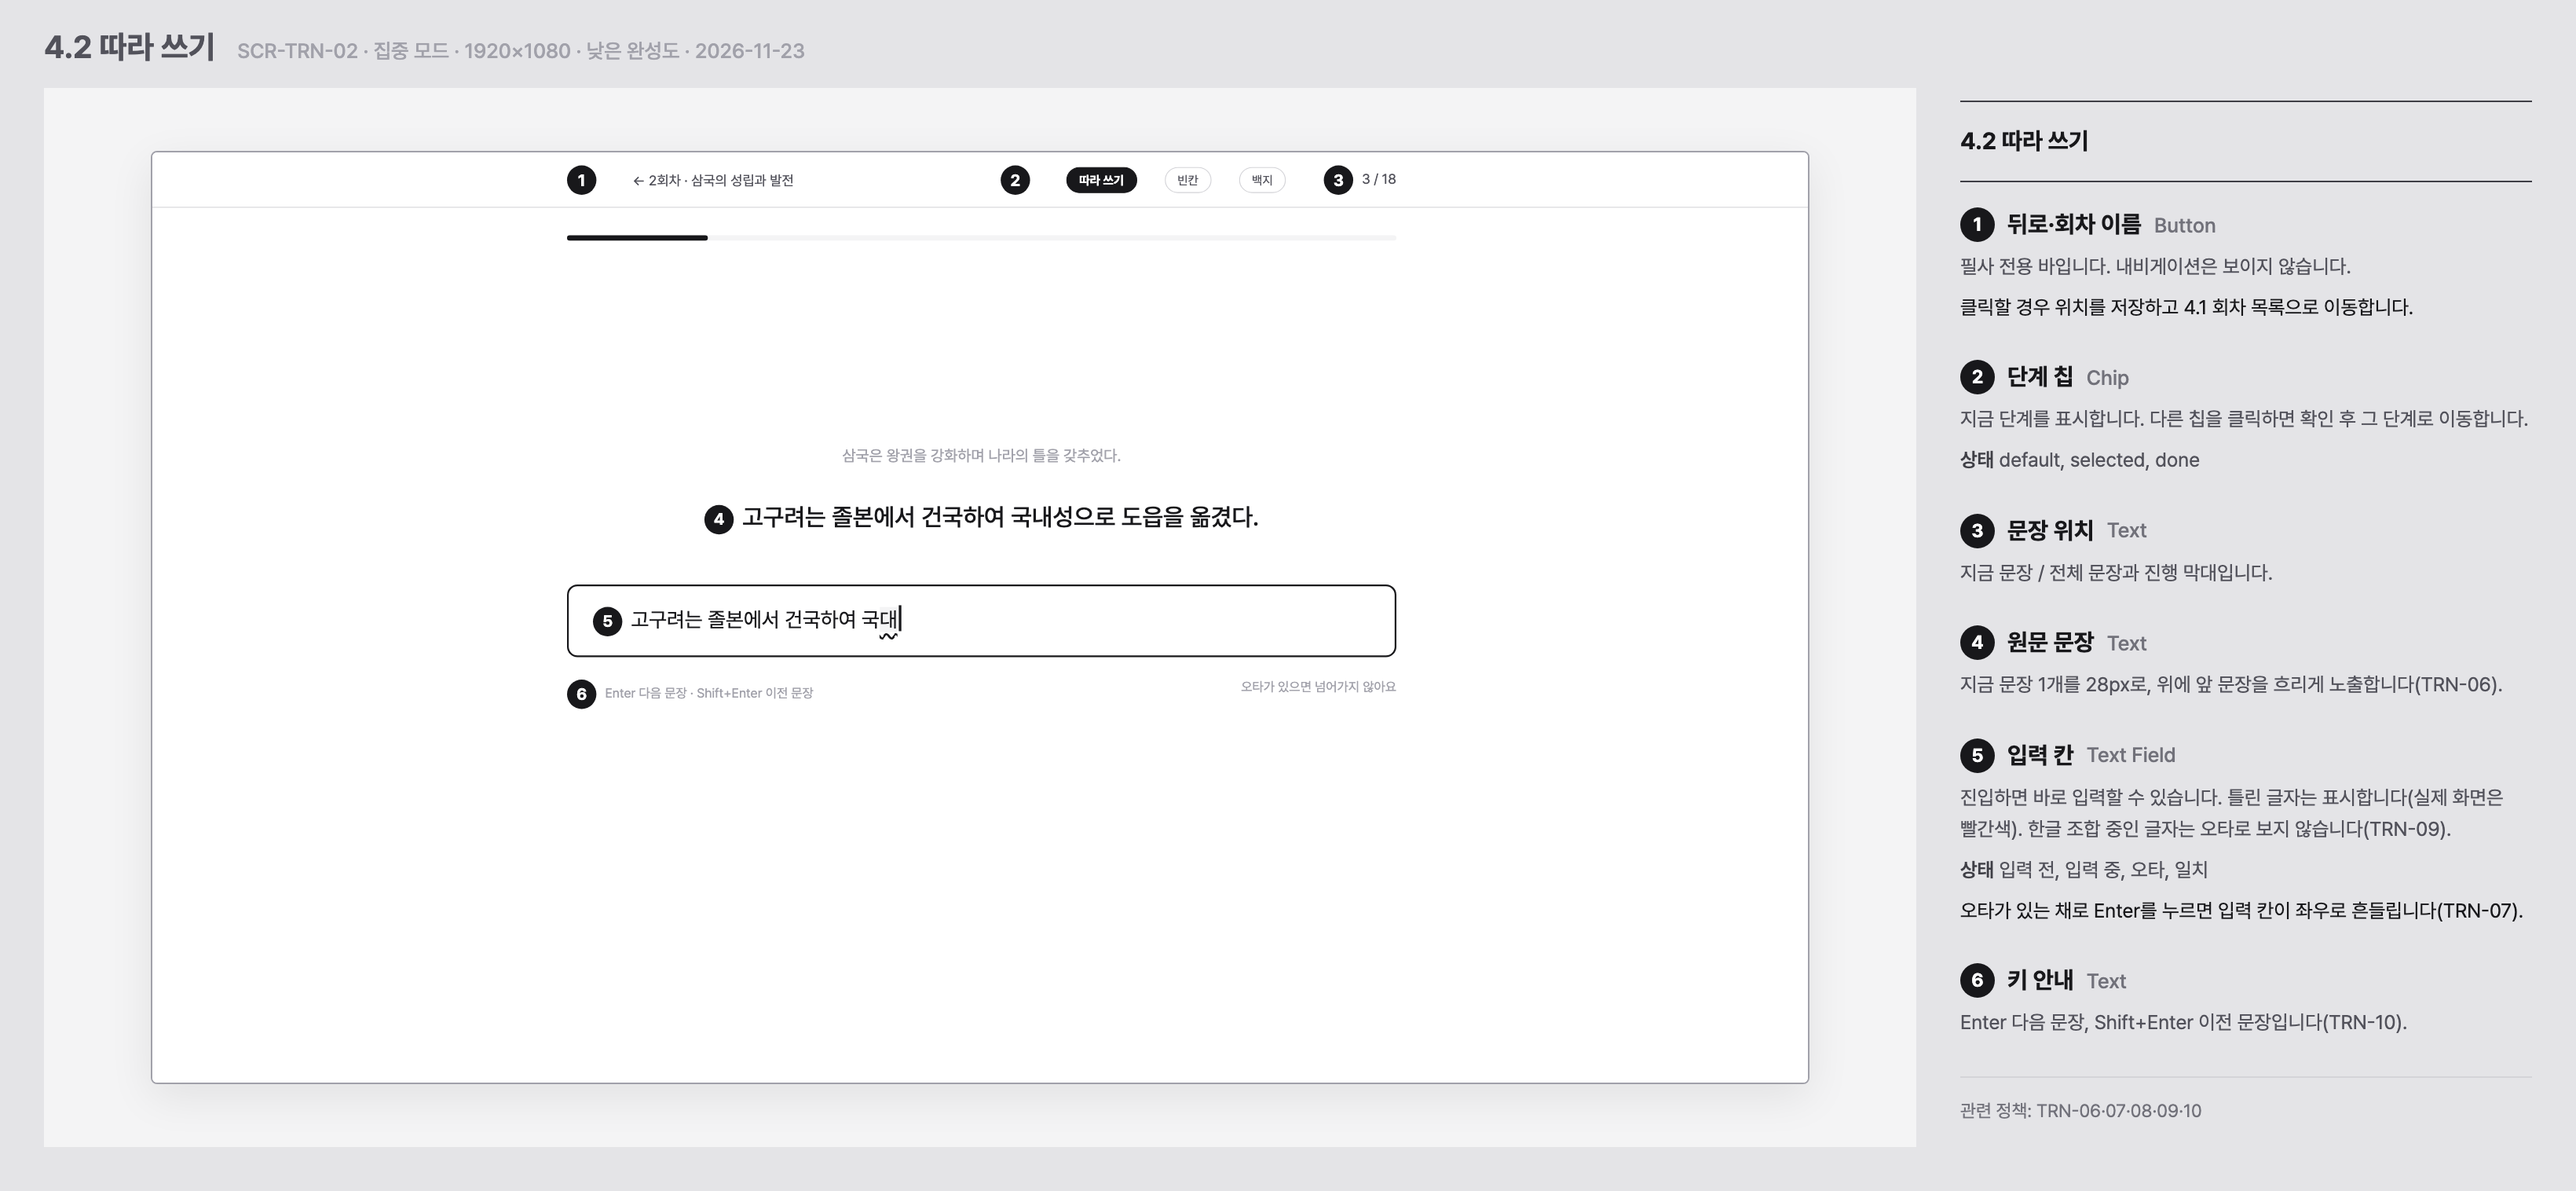 4.2 따라 쓰기 SCR-TRN-02 · 집중 모드 · 1920×1080 · 낮은 완성도 · 2026-11-23
1 ← 2회차 · 삼국의 성립과 발전 2 따라 쓰기 빈칸 백지 3 3 / 18
삼국은 왕권을 강화하며 나라의 틀을 갖추었다.
4 고구려는 졸본에서 건국하여 국내성으로 도읍을 옮겼다.
5 고구려는 졸본에서 건국하여 국대
6 Enter 다음 문장 · Shift+Enter 이전 문장 오타가 있으면 넘어가지 않아요
4.2 따라 쓰기
1 뒤로·회차 이름 Button
필사 전용 바입니다. 내비게이션은 보이지 않습니다.
클릭할 경우 위치를 저장하고 4.1 회차 목록으로 이동합니다.
2 단계 칩 Chip
지금 단계를 표시합니다. 다른 칩을 클릭하면 확인 후 그 단계로 이동합니다.
상태 default, selected, done
3 문장 위치 Text
지금 문장 / 전체 문장과 진행 막대입니다.
4 원문 문장 Text
지금 문장 1개를 28px로, 위에 앞 문장을 흐리게 노출합니다(TRN-06).
5 입력 칸 Text Field
진입하면 바로 입력할 수 있습니다. 틀린 글자는 표시합니다(실제 화면은
빨간색). 한글 조합 중인 글자는 오타로 보지 않습니다(TRN-09).
상태 입력 전, 입력 중, 오타, 일치
오타가 있는 채로 Enter를 누르면 입력 칸이 좌우로 흔들립니다(TRN-07).
6 키 안내 Text
Enter 다음 문장, Shift+Enter 이전 문장입니다(TRN-10).
관련 정책: TRN-06·07·08·09·10